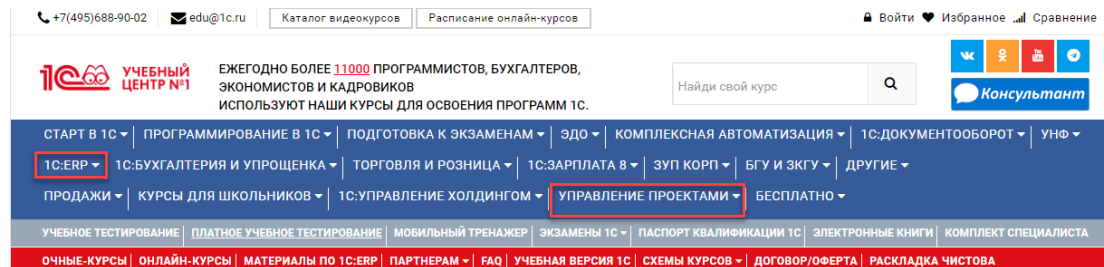 +7(495)688-90-02 edu@1c.ru Каталог видеокурсов Расписание онлайн-курсов Войти Избранное Сравнение
1С УЧЕБНЫЙ ЦЕНТР №1
ЕЖЕГОДНО БОЛЕЕ 11000 ПРОГРАММИСТОВ, БУХГАЛТЕРОВ,
ЭКОНОМИСТОВ И КАДРОВИКОВ
ИСПОЛЬЗУЮТ НАШИ КУРСЫ ДЛЯ ОСВОЕНИЯ ПРОГРАММ 1С.
Найди свой курс
You Tube
Консультант
СТАРТ В 1С ПРОГРАММИРОВАНИЕ В 1С ПОДГОТОВКА К ЭКЗАМЕНАМ ЭДО КОМПЛЕКСНАЯ АВТОМАТИЗАЦИЯ 1С:ДОКУМЕНТООБОРОТ УНФ
1С:ERP 1С:БУХГАЛТЕРИЯ И УПРОЩЕНКА ТОРГОВЛЯ И РОЗНИЦА 1С:ЗАРПЛАТА 8 ЗУП КОРП БГУ И ЗКГУ ДРУГИЕ
ПРОДАЖИ КУРСЫ ДЛЯ ШКОЛЬНИКОВ 1С:УПРАВЛЕНИЕ ХОЛДИНГОМ УПРАВЛЕНИЕ ПРОЕКТАМИ БЕСПЛАТНО
УЧЕБНОЕ ТЕСТИРОВАНИЕ ПЛАТНОЕ УЧЕБНОЕ ТЕСТИРОВАНИЕ МОБИЛЬНЫЙ ТРЕНАЖЕР ЭКЗАМЕНЫ 1С ПАСПОРТ КВАЛИФИКАЦИИ 1С ЭЛЕКТРОННЫЕ КНИГИ КОМПЛЕКТ СПЕЦИАЛИСТА
ОЧНЫЕ-КУРСЫ ОНЛАЙН-КУРСЫ МАТЕРИАЛЫ ПО 1С:ERP ПАРТНЕРАМ FAQ УЧЕБНАЯ ВЕРСИЯ 1С СХЕМЫ КУРСОВ ДОГОВОР/ОФЕРТА РАСКЛАДКА ЧИСТОВА